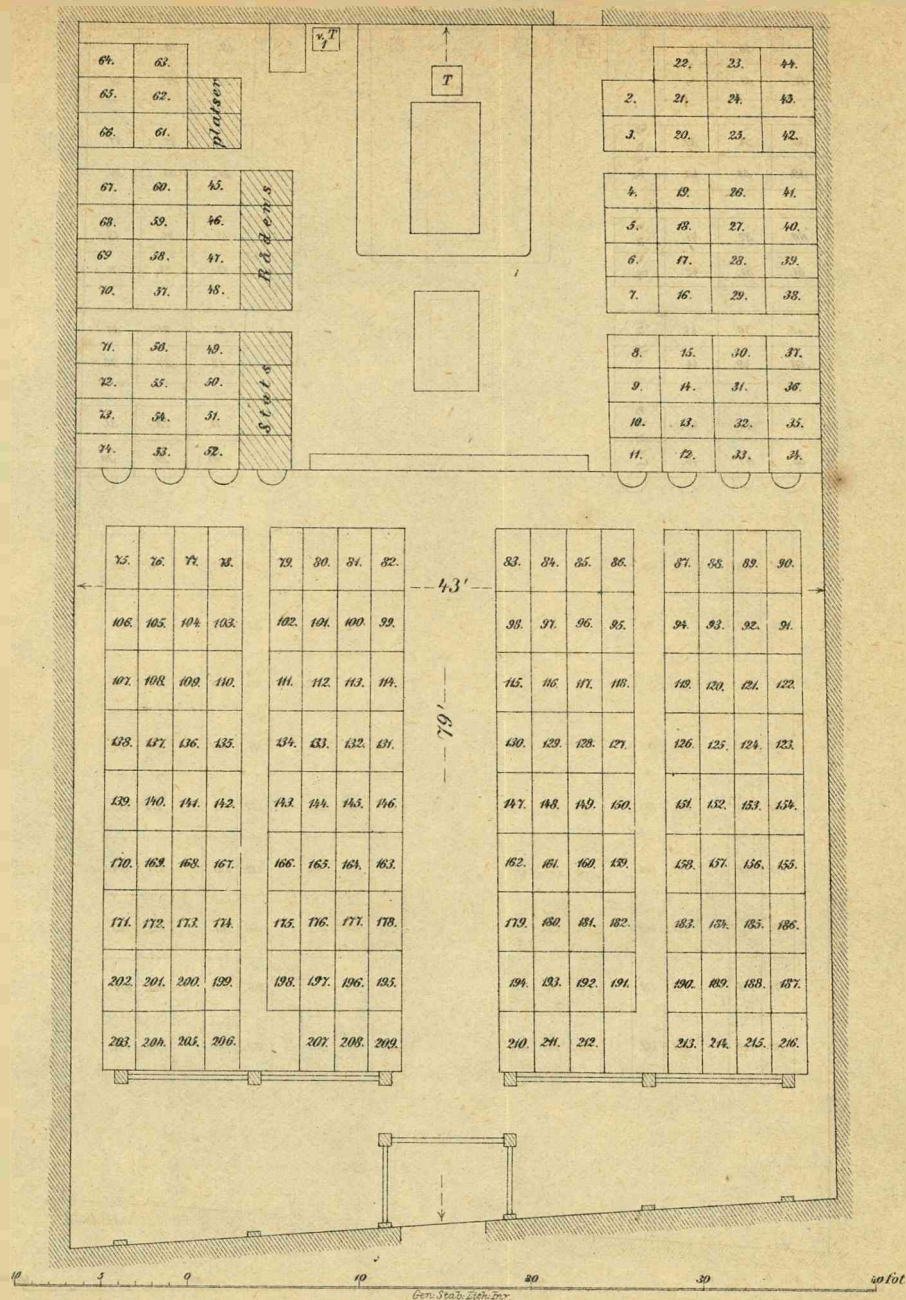 v. T
1
T
64. 63. 22. 23. 44.
65. 62. 2. 21. 24. 43.
66. 61. platser 3. 20. 25. 42.
67. 60. 45. 4. 19. 26. 41.
68. 59. 46. Rådens 5. 18. 27. 40.
69 58. 47. 6. 17. 28. 39.
70. 57. 48. 7. 16. 29. 38.
71. 56. 49. 8. 15. 30. 37.
72. 55. 50. Stats 9. 14. 31. 36.
73. 54. 51. 10. 13. 32. 35.
74. 53. 52. 11. 12. 33. 34.
75. 76. 77. 78. 79. 80. 81. 82. 83. 84. 85. 86. 87. 88. 89. 90.
43'
106. 105. 104. 103. 102. 101. 100. 99. 98. 97. 96. 95. 94. 93. 92. 91.
107. 108. 109. 110. 111. 112. 113. 114. 115. 116. 117. 118. 119. 120. 121. 122.
79'
138. 137. 136. 135. 134. 133. 132. 131. 130. 129. 128. 127. 126. 125. 124. 123.
139. 140. 141. 142. 143. 144. 145. 146. 147. 148. 149. 150. 151. 152. 153. 154.
170. 169. 168. 167. 166. 165. 164. 163. 162. 161. 160. 159. 158. 157. 156. 155.
171. 172. 173. 174. 175. 176. 177. 178. 179. 180. 181. 182. 183. 184. 185. 186.
202. 201. 200. 199. 198. 197. 196. 195. 194. 193. 192. 191. 190. 189. 188. 187.
203. 204. 205. 206. 207. 208. 209. 210. 211. 212. 213. 214. 215. 216.
10 5 0 10 20 30 40 fot
Gen. Stab. Lith. Inr